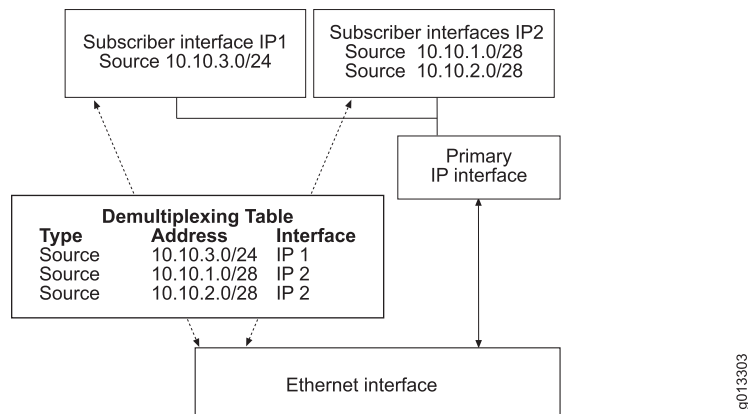 Subscriber interface IP1
Source 10.10.3.0/24
Subscriber interfaces IP2
Source 10.10.1.0/28
Source 10.10.2.0/28
Primary
IP interface
Demultiplexing Table
Type Address Interface
Source 10.10.3.0/24 IP 1
Source 10.10.1.0/28 IP 2
Source 10.10.2.0/28 IP 2
Ethernet interface
g013303